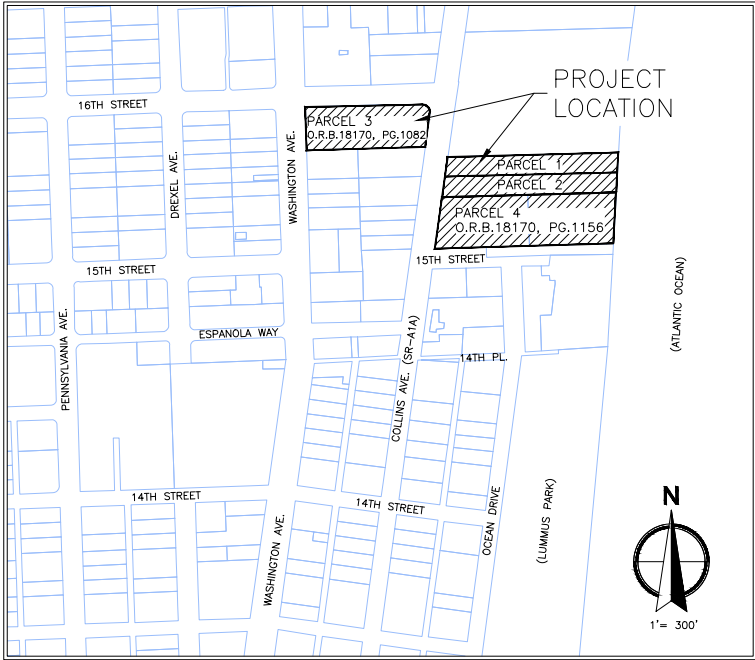 PROJECT
LOCATION
16TH STREET
PARCEL 3
O.R.B.18170, PG.1082
DREXEL AVE.
WASHINGTON AVE.
PARCEL 1
PARCEL 2
PARCEL 4
O.R.B.18170, PG.1156
15TH STREET
15TH STREET
(ATLANTIC OCEAN)
PENNSYLVANIA AVE.
ESPANOLA WAY
COLLINS AVE. (SR-A1A)
14TH PL.
14TH STREET
14TH STREET
WASHINGTON AVE.
OCEAN DRIVE
(LUMMUS PARK)
N
1'= 300'